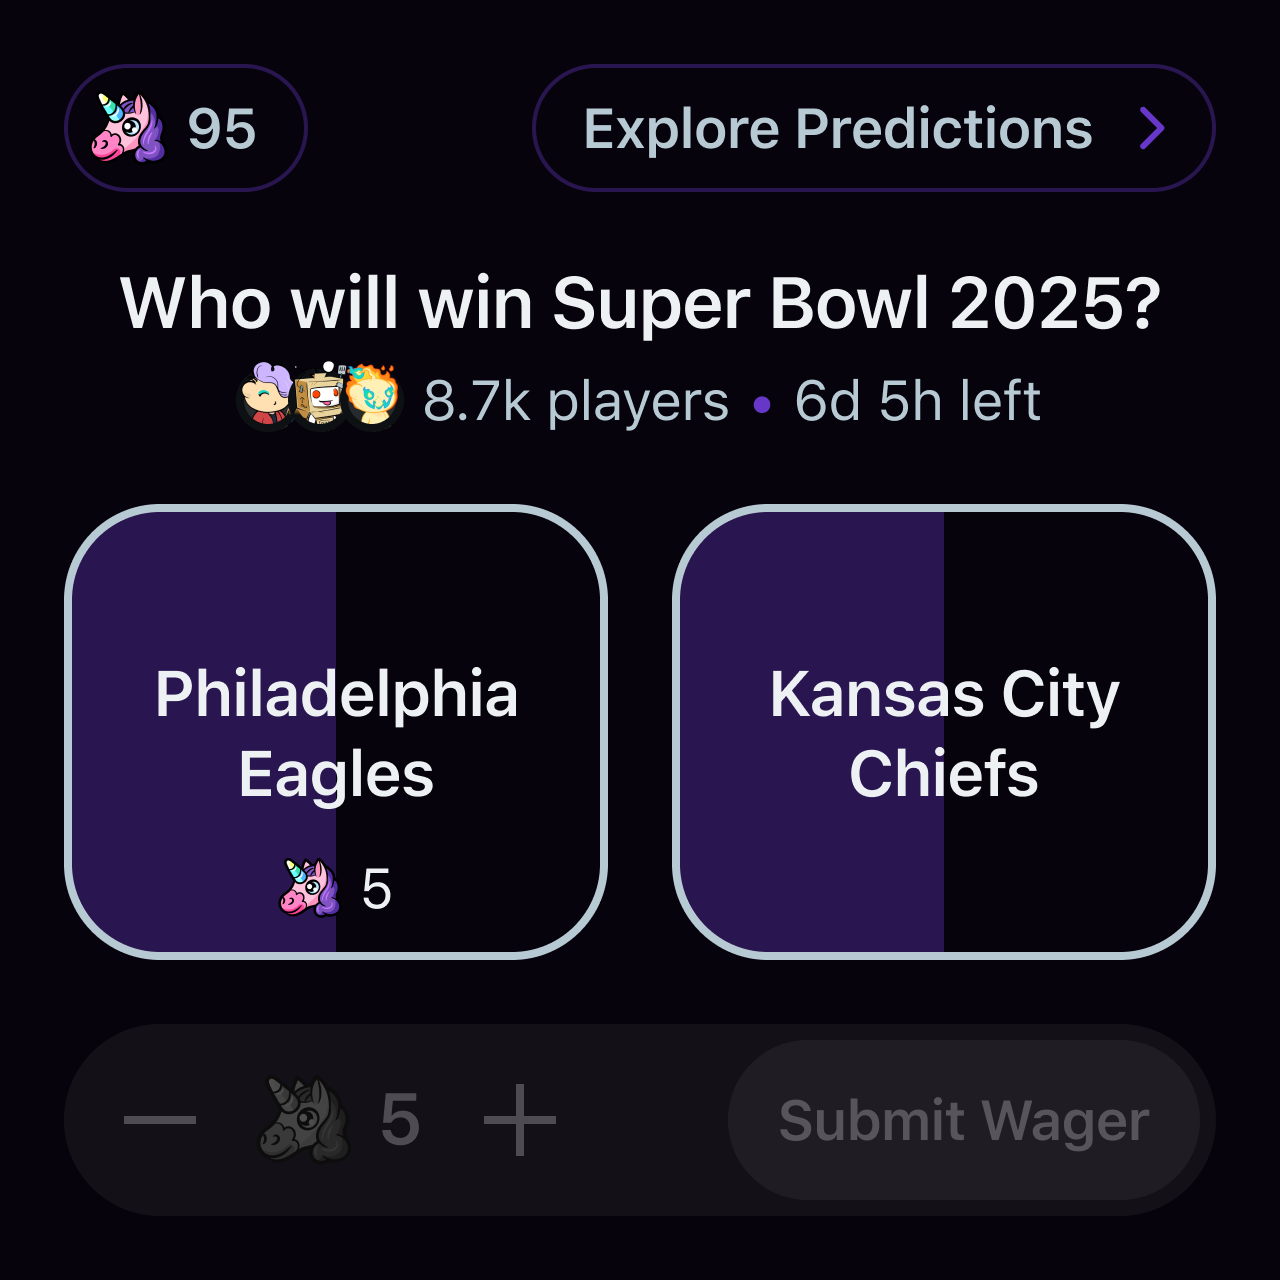 95
Explore Predictions
Who will win Super Bowl 2025?
8.7k players • 6d 5h left
Philadelphia
Eagles
5
Kansas City
Chiefs
5
Submit Wager